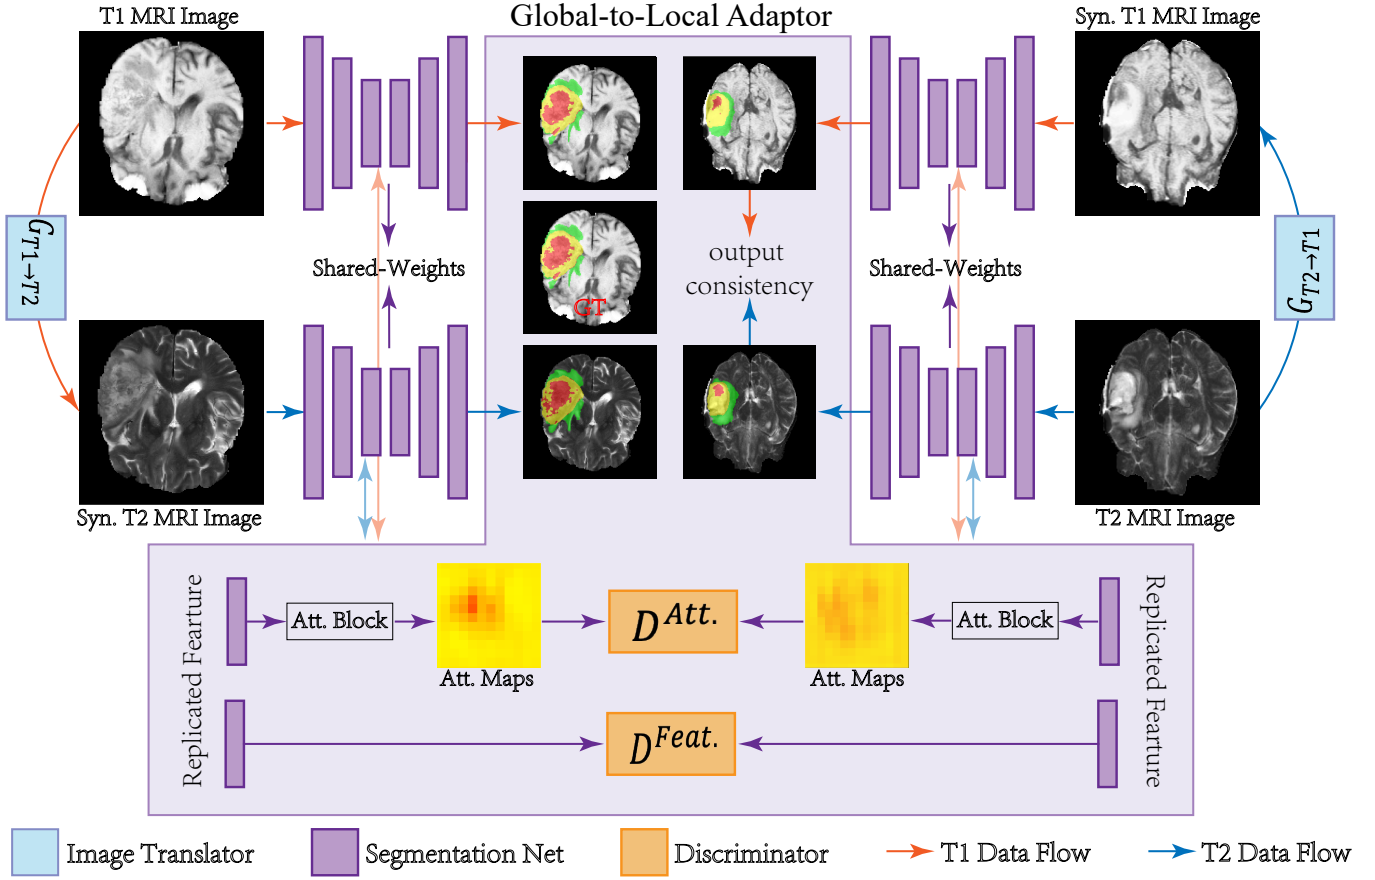 Global-to-Local Adaptor
T1 MRI Image
Syn. T1 MRI Image
G_{T1→T2}
G_{T2→T1}
Shared-Weights
GT
output
consistency
Shared-Weights
Syn. T2 MRI Image
T2 MRI Image
Replicated Fearture
Att. Block
Att. Maps
D^{Att.}
Att. Maps
Att. Block
Replicated Fearture
D^{Feat.}
Image Translator
Segmentation Net
Discriminator
T1 Data Flow
T2 Data Flow